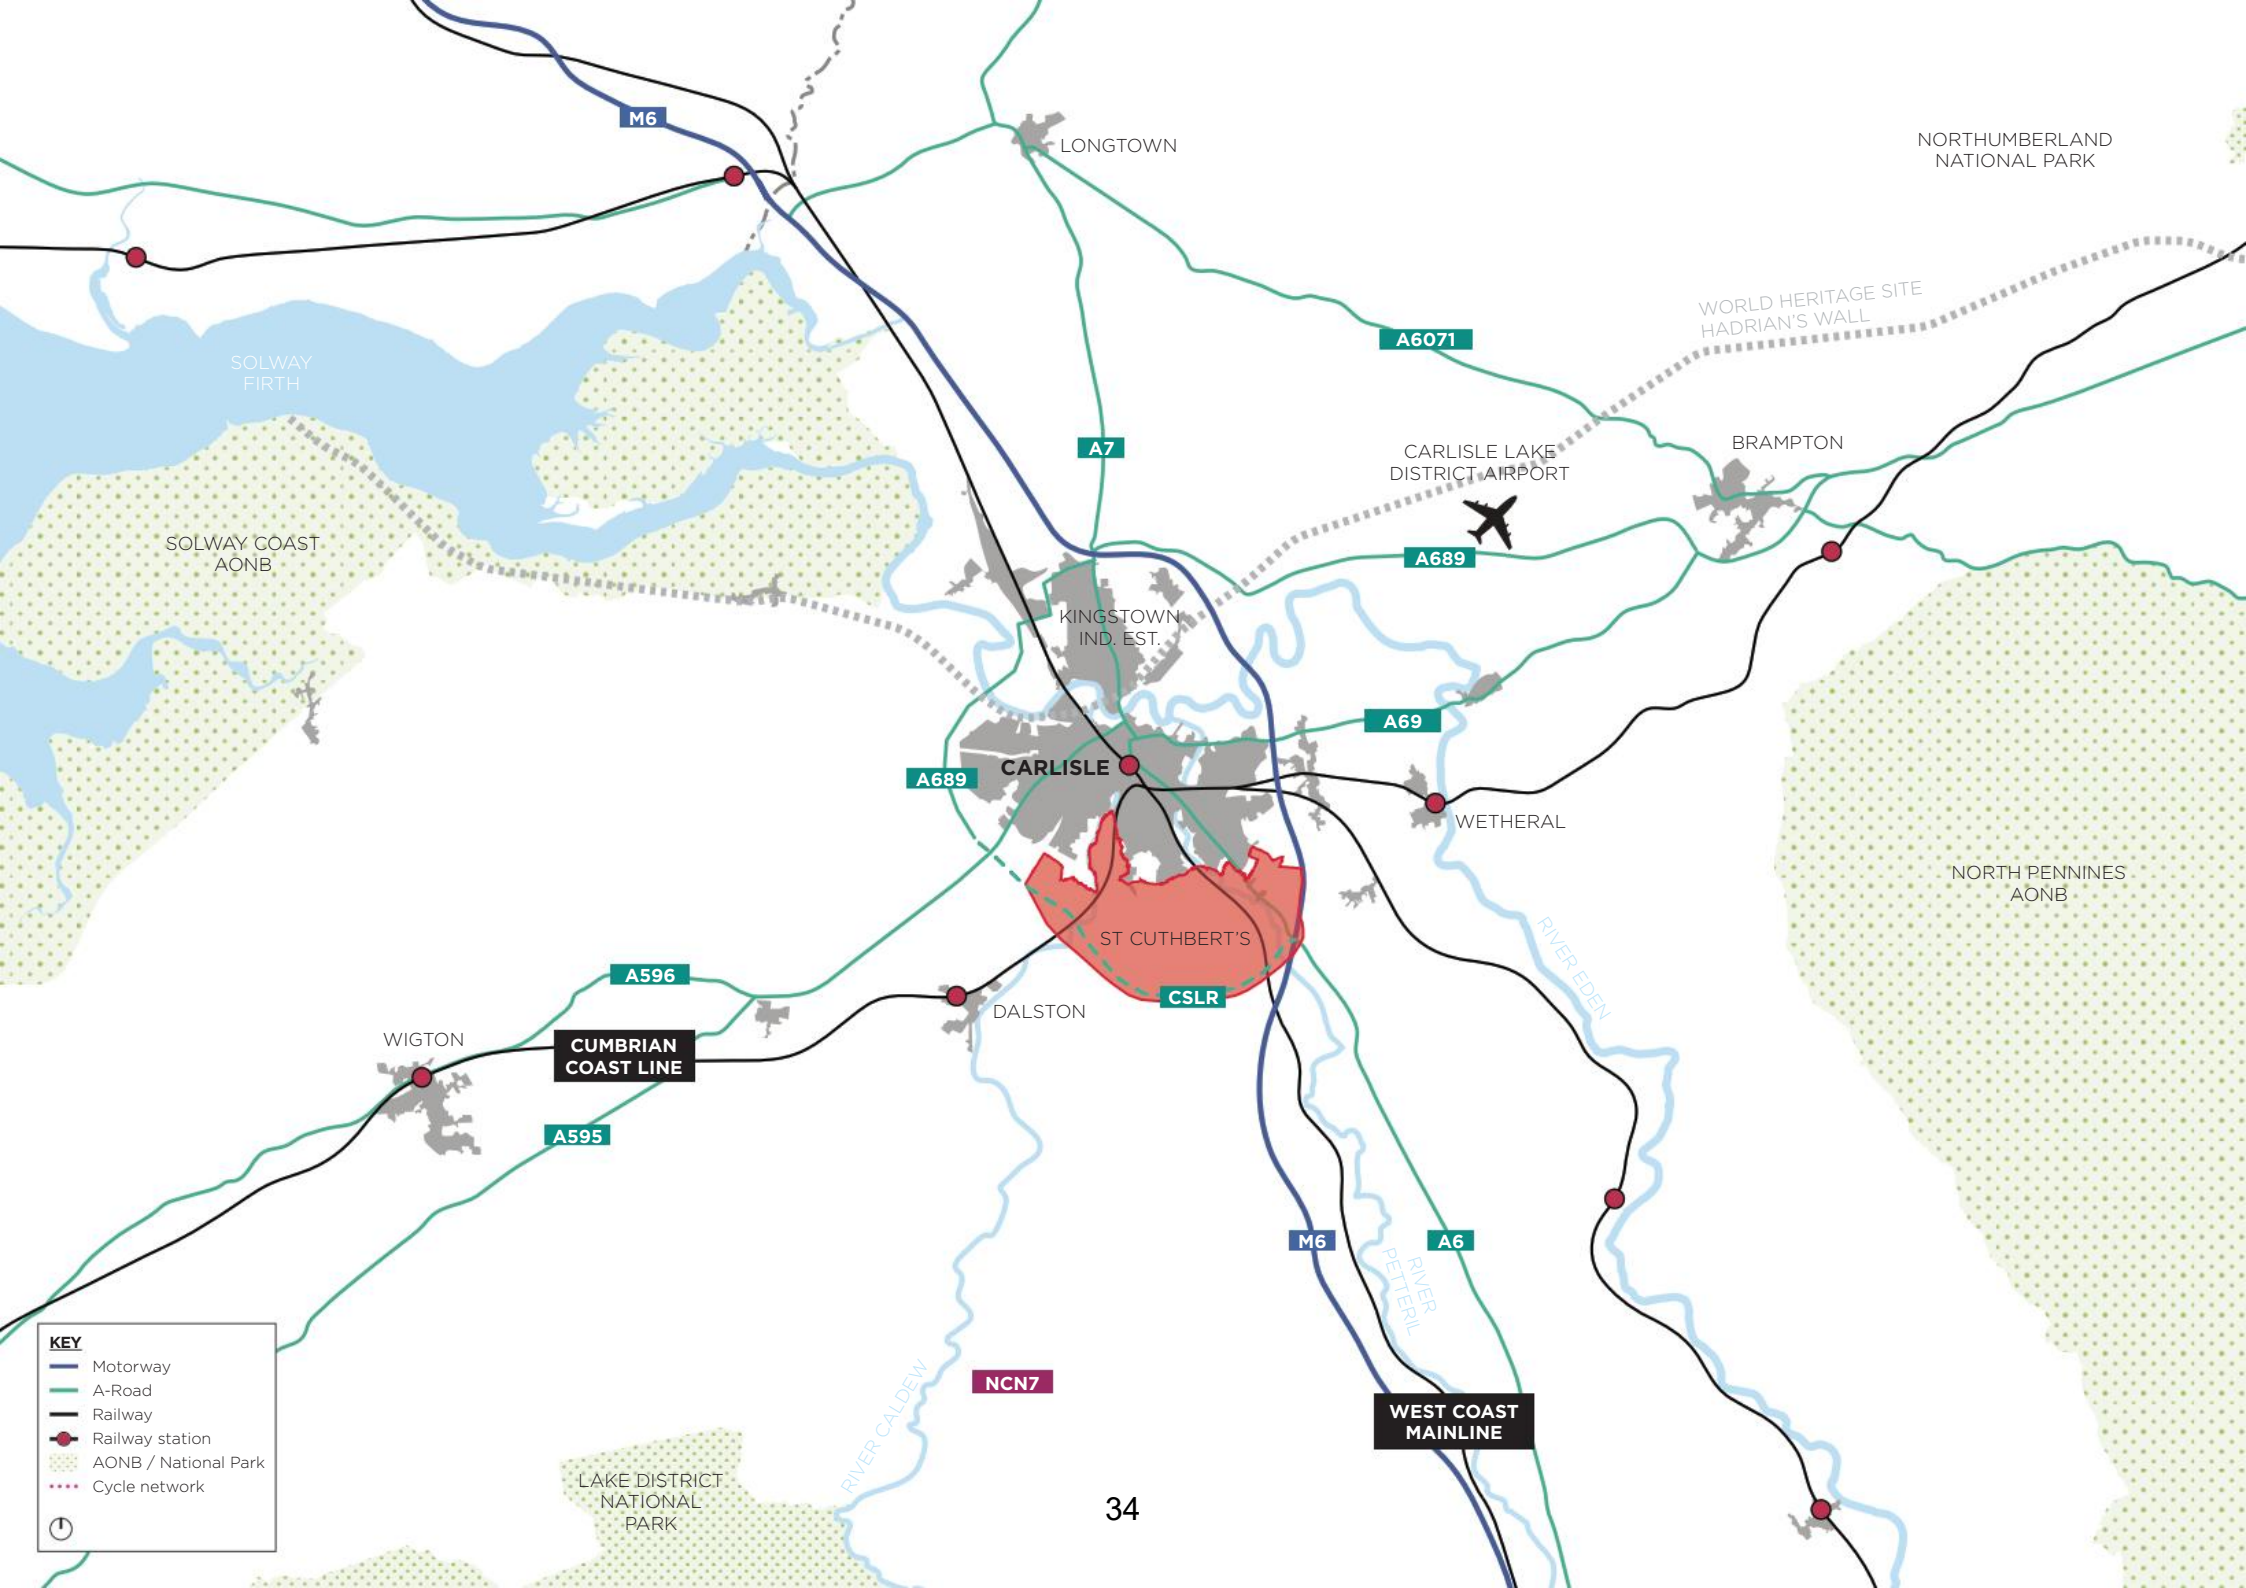 M6
LONGTOWN
NORTHUMBERLAND
NATIONAL PARK
WORLD HERITAGE SITE
HADRIAN'S WALL
A6071
SOLWAY
FIRTH
A7
CARLISLE LAKE
DISTRICT AIRPORT
BRAMPTON
SOLWAY COAST
AONB
A689
KINGSTOWN
IND. EST.
A69
CARLISLE
A689
WETHERAL
NORTH PENNINES
AONB
ST CUTHBERT'S
RIVER EDEN
A596
CSLR
DALSTON
WIGTON
CUMBRIAN
COAST LINE
A595
M6
A6
RIVER
PETTERIL
NCN7
RIVER CALDEW
WEST COAST
MAINLINE
LAKE DISTRICT
NATIONAL
PARK
34
KEY
Motorway
A-Road
Railway
Railway station
AONB / National Park
Cycle network